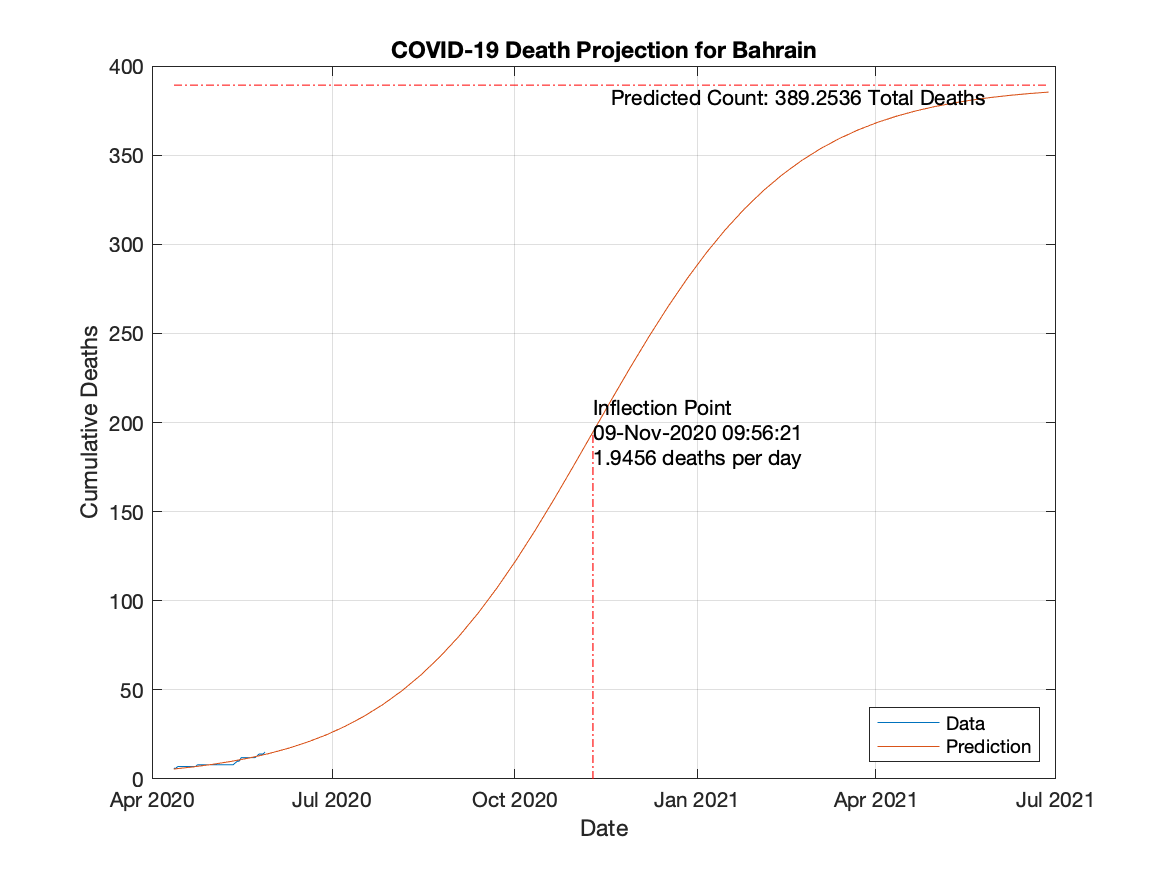 COVID-19 Death Projection for Bahrain
400
350
300
250
200
150
100
50
0
Cumulative Deaths
Predicted Count: 389.2536 Total Deaths
Inflection Point
09-Nov-2020 09:56:21
1.9456 deaths per day
Data
Prediction
Apr 2020 Jul 2020 Oct 2020 Jan 2021 Apr 2021 Jul 2021
Date